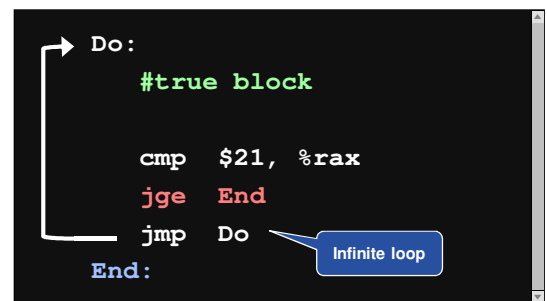 Do:
#true block
cmp $21, %rax
jge End
jmp Do
Infinite loop
End: